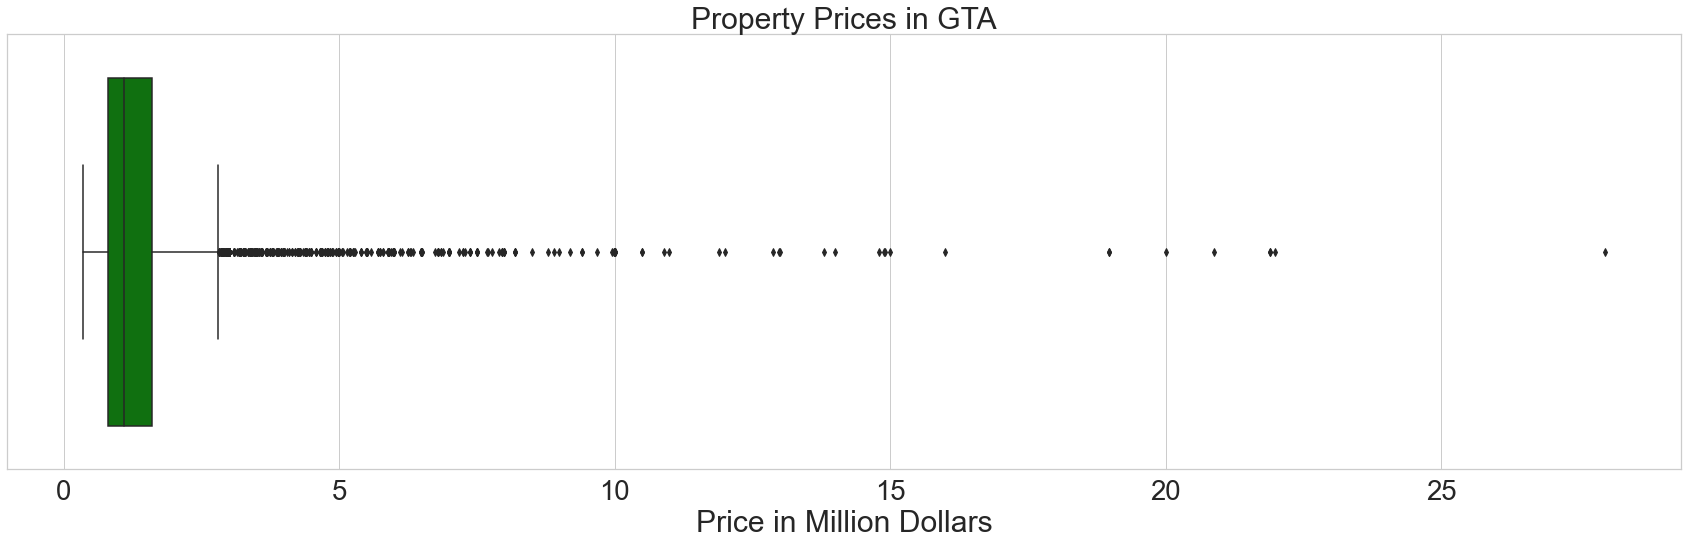 Property Prices in GTA
0 5 10 15 20 25
Price in Million Dollars